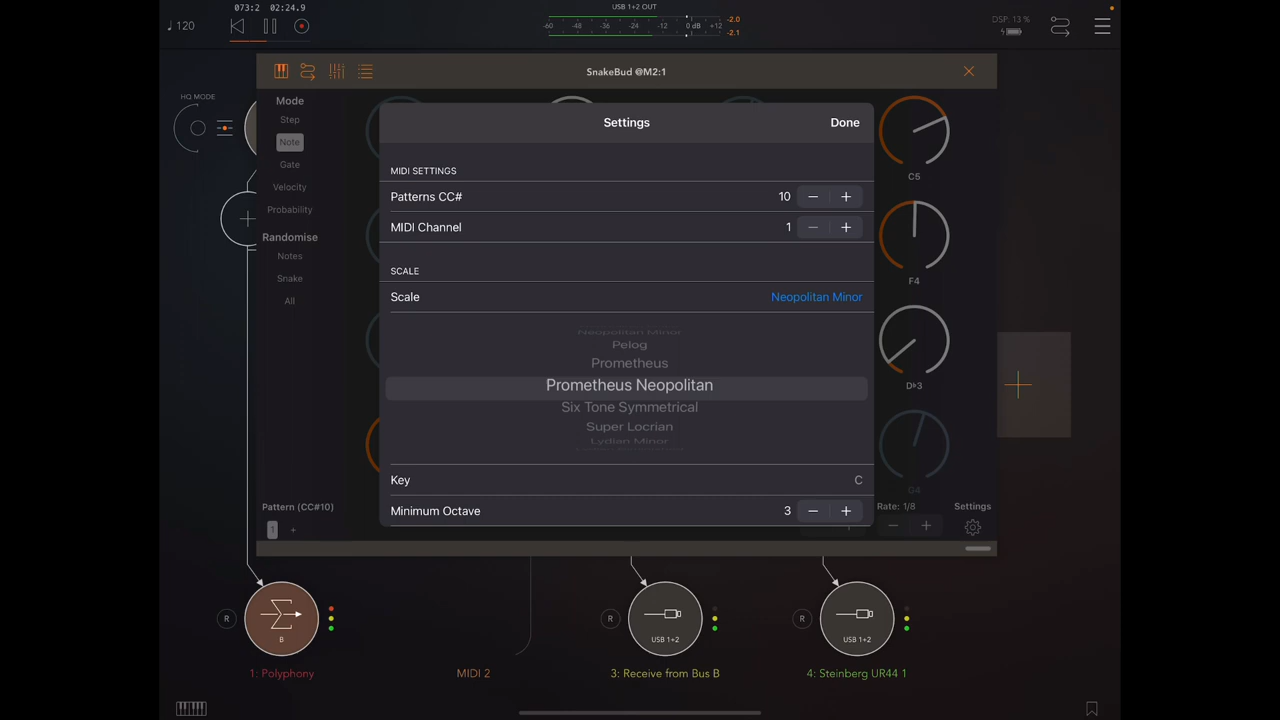 073:2 02:24.9
USB 1+2 OUT
♩ 120
-60 -48 -36 -24 -12 0 dB +12
-2.0
-2.1
DSP: 13 %
SnakeBud @M2:1
HQ MODE
Mode
Step
Note
Gate
Velocity
Probability
Randomise
Notes
Snake
All
Settings
Done
MIDI SETTINGS
Patterns CC# 10 − +
MIDI Channel 1 − +
SCALE
Scale Neopolitan Minor
Neopolitan Minor
Pelog
Prometheus
Prometheus Neopolitan
Six Tone Symmetrical
Super Locrian
Lydian Minor
Key C
Minimum Octave 3 − +
C5
F4
D♭3
G4
Pattern (CC#10)
1 +
Rate: 1/8
− +
Settings
R
B
R
USB 1+2
R
USB 1+2
1: Polyphony
MIDI 2
3: Receive from Bus B
4: Steinberg UR44 1